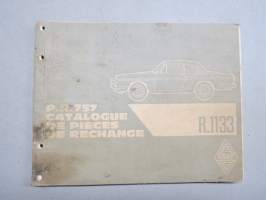 P.R.757
CATALOGUE
DE PIECES
DE RECHANGE
R.1133